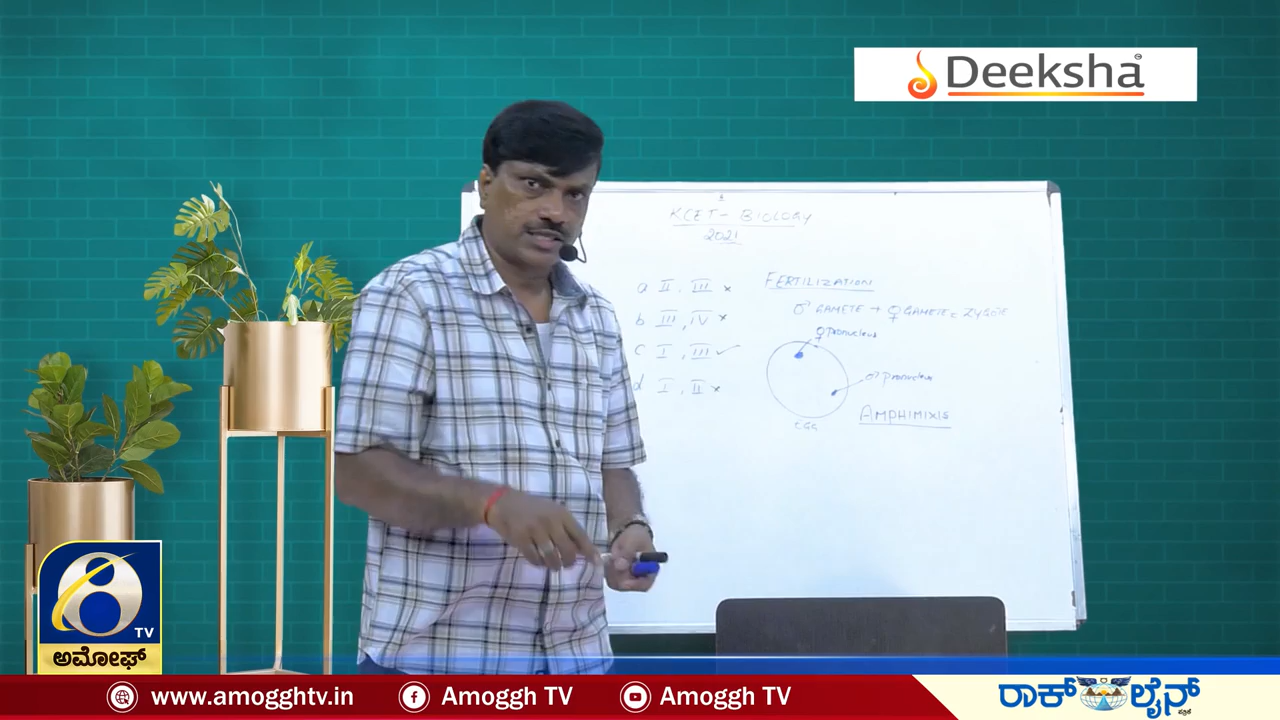 Deeksha
KCET - BIOLOGY
2021
a II, III ×
b III, IV ×
c I, III ✓
d I, II ×
FERTILIZATION
♂ GAMETE + ♀ GAMETE = ZYGOTE
♀ pronucleus
♂ pronucleus
EGG
AMPHIMIXIS
TV
ಅಮೋಘ್
www.amogghtv.in
Amoggh TV
Amoggh TV
ರಾಕ್ ಲೈನ್